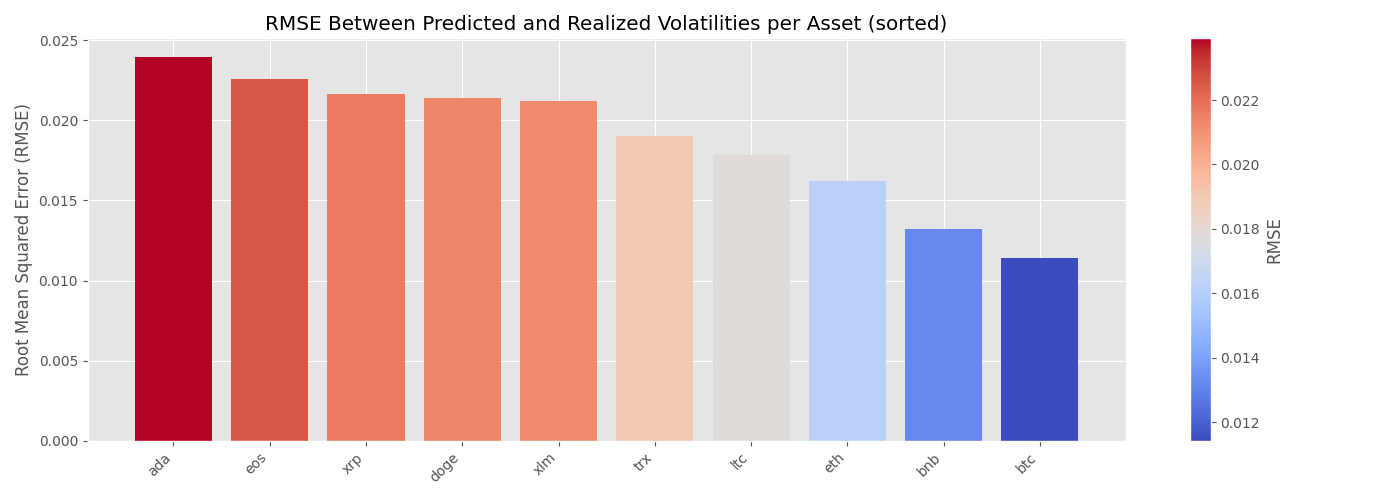 RMSE Between Predicted and Realized Volatilities per Asset (sorted)
Root Mean Squared Error (RMSE)
0.025
0.020
0.015
0.010
0.005
0.000
ada
eos
xrp
doge
xlm
trx
ltc
eth
bnb
btc
0.022
0.020
0.018
0.016
0.014
0.012
RMSE